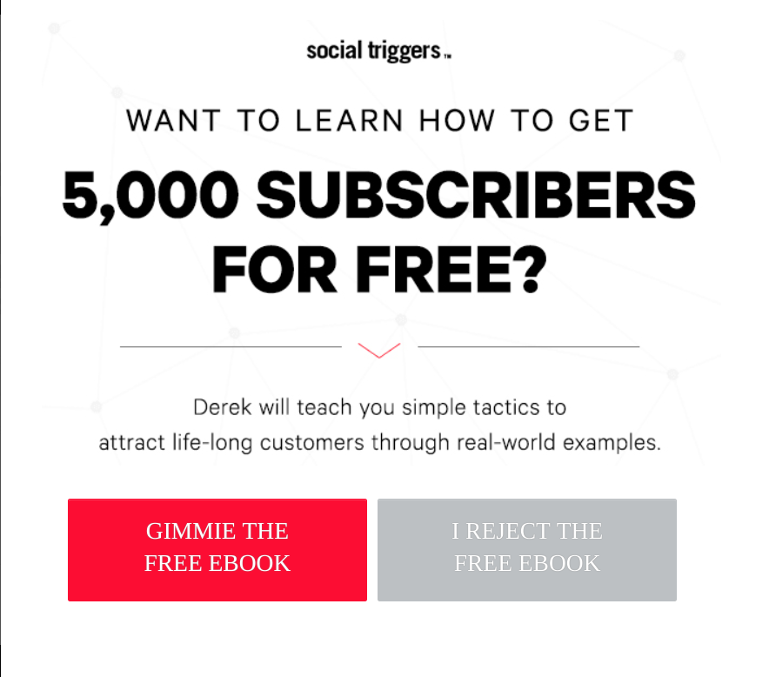 social triggers™
WANT TO LEARN HOW TO GET
5,000 SUBSCRIBERS
FOR FREE?
Derek will teach you simple tactics to
attract life-long customers through real-world examples.
GIMMIE THE
FREE EBOOK
I REJECT THE
FREE EBOOK